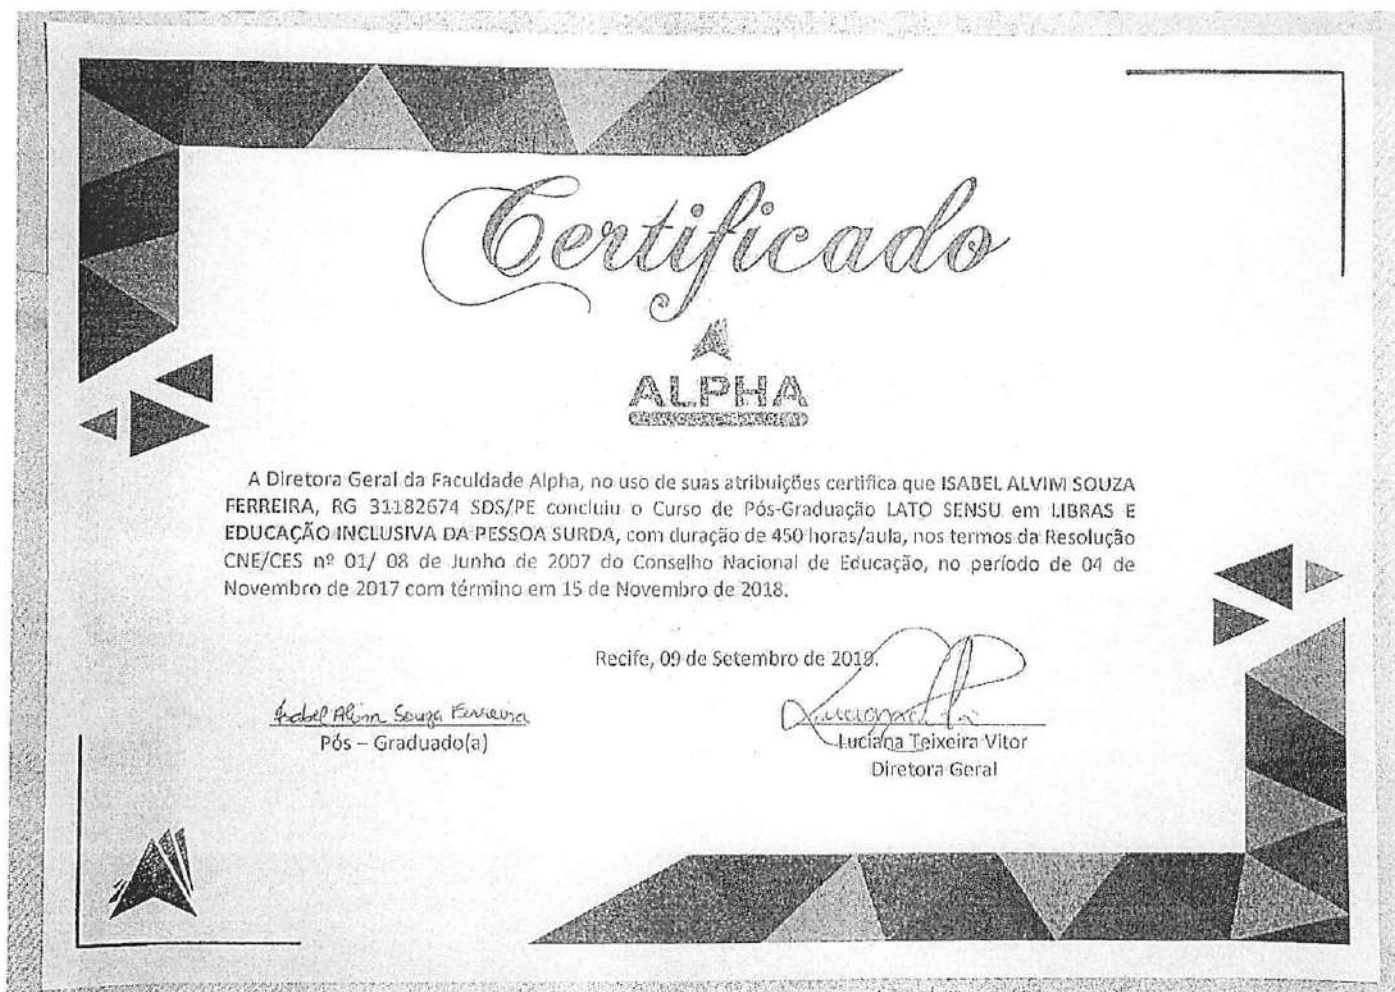 Certificado
ALPHA
A Diretora Geral da Faculdade Alpha, no uso de suas atribuições certifica que ISABEL ALVIM SOUZA
FERREIRA, RG 31182674 SDS/PE concluiu o Curso de Pós-Graduação LATO SENSU em LIBRAS E
EDUCAÇÃO INCLUSIVA DA PESSOA SURDA, com duração de 450 horas/aula, nos termos da Resolução
CNE/CES nº 01/ 08 de Junho de 2007 do Conselho Nacional de Educação, no período de 04 de
Novembro de 2017 com término em 15 de Novembro de 2018.
Recife, 09 de Setembro de 2019.
Isabel Alvim Souza Ferreira
Pós – Graduado(a)
Luciana Teixeira Vitor
Diretora Geral